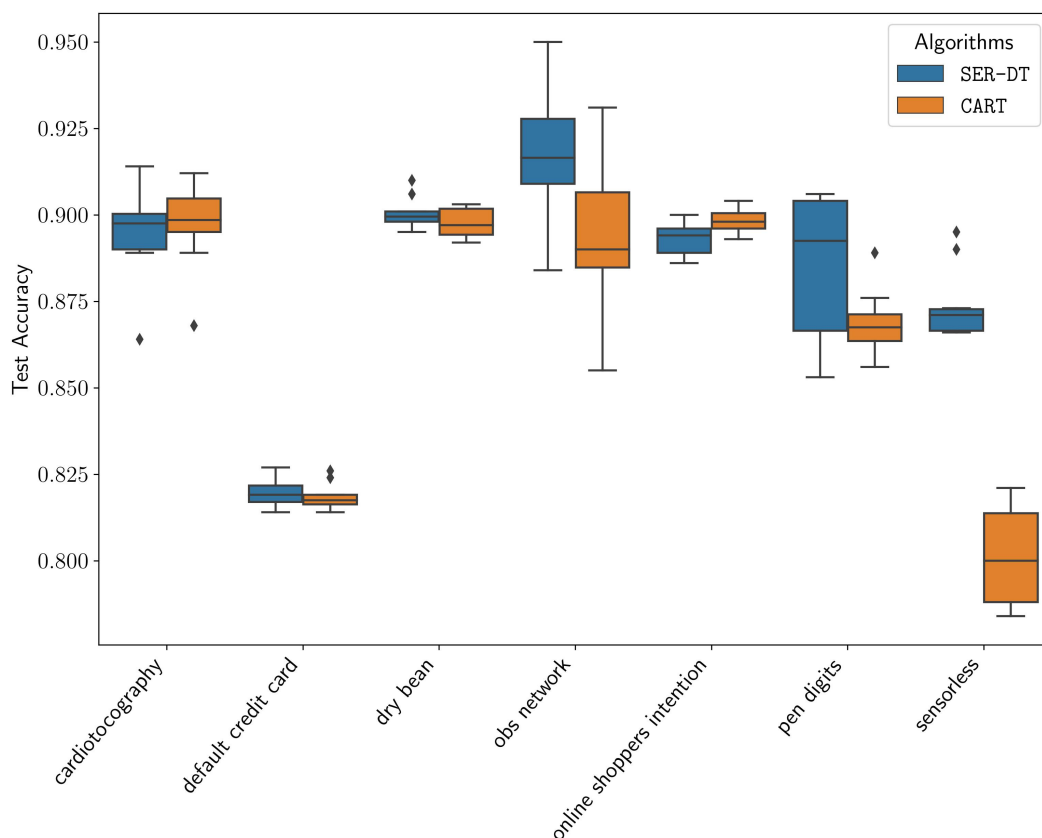 Algorithms
SER-DT
CART
Test Accuracy
0.950
0.925
0.900
0.875
0.850
0.825
0.800
cardiotocography
default credit card
dry bean
obs network
online shoppers intention
pen digits
sensorless